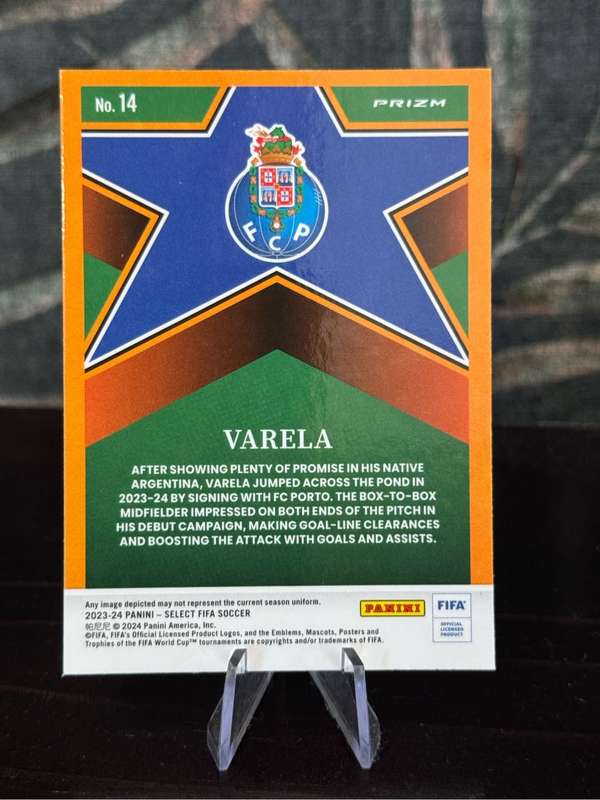 No. 14
PRIZM
F C P
VARELA
AFTER SHOWING PLENTY OF PROMISE IN HIS NATIVE
ARGENTINA, VARELA JUMPED ACROSS THE POND IN
2023-24 BY SIGNING WITH FC PORTO. THE BOX-TO-BOX
MIDFIELDER IMPRESSED ON BOTH ENDS OF THE PITCH IN
HIS DEBUT CAMPAIGN, MAKING GOAL-LINE CLEARANCES
AND BOOSTING THE ATTACK WITH GOALS AND ASSISTS.
Any image depicted may not represent the current season uniform.
2023-24 PANINI – SELECT FIFA SOCCER
帕尼尼 © 2024 Panini America, Inc.
©FIFA, FIFA's Official Licensed Product Logos, and the Emblems, Mascots, Posters and
Trophies of the FIFA World Cup™ tournaments are copyrights and/or trademarks of FIFA.
PANINI
FIFA®
OFFICIAL
LICENSED
PRODUCT